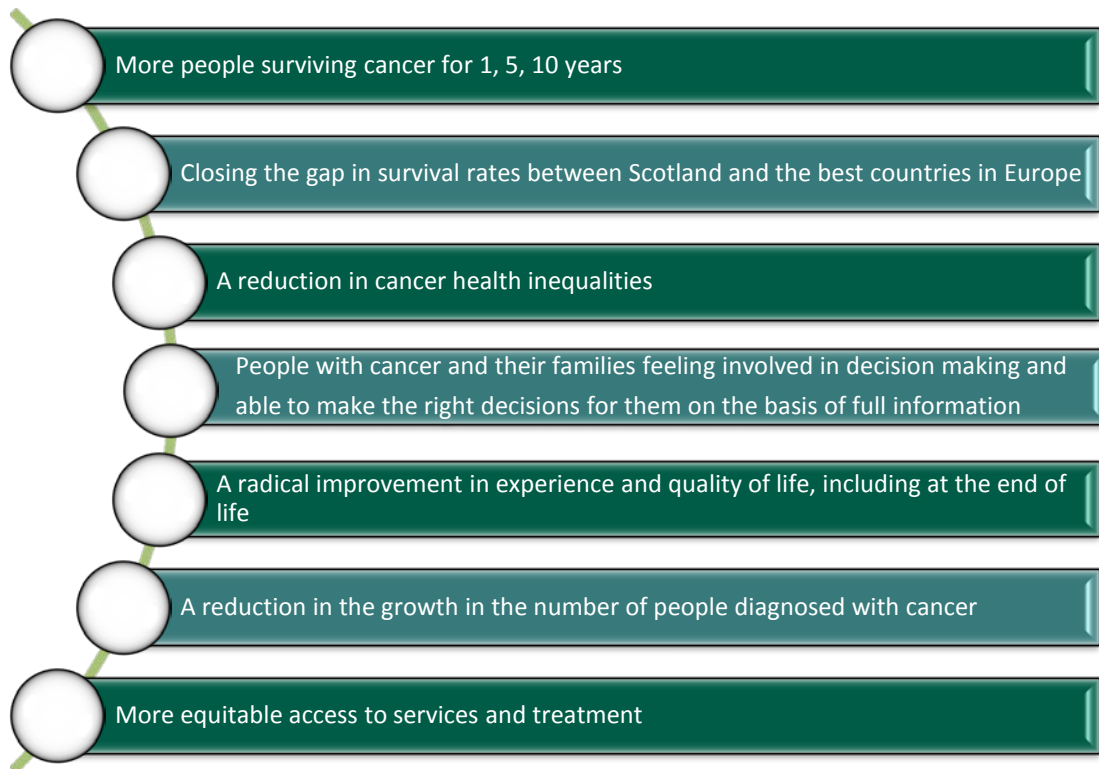 More people surviving cancer for 1, 5, 10 years
Closing the gap in survival rates between Scotland and the best countries in Europe
A reduction in cancer health inequalities
People with cancer and their families feeling involved in decision making and
able to make the right decisions for them on the basis of full information
A radical improvement in experience and quality of life, including at the end of
life
A reduction in the growth in the number of people diagnosed with cancer
More equitable access to services and treatment